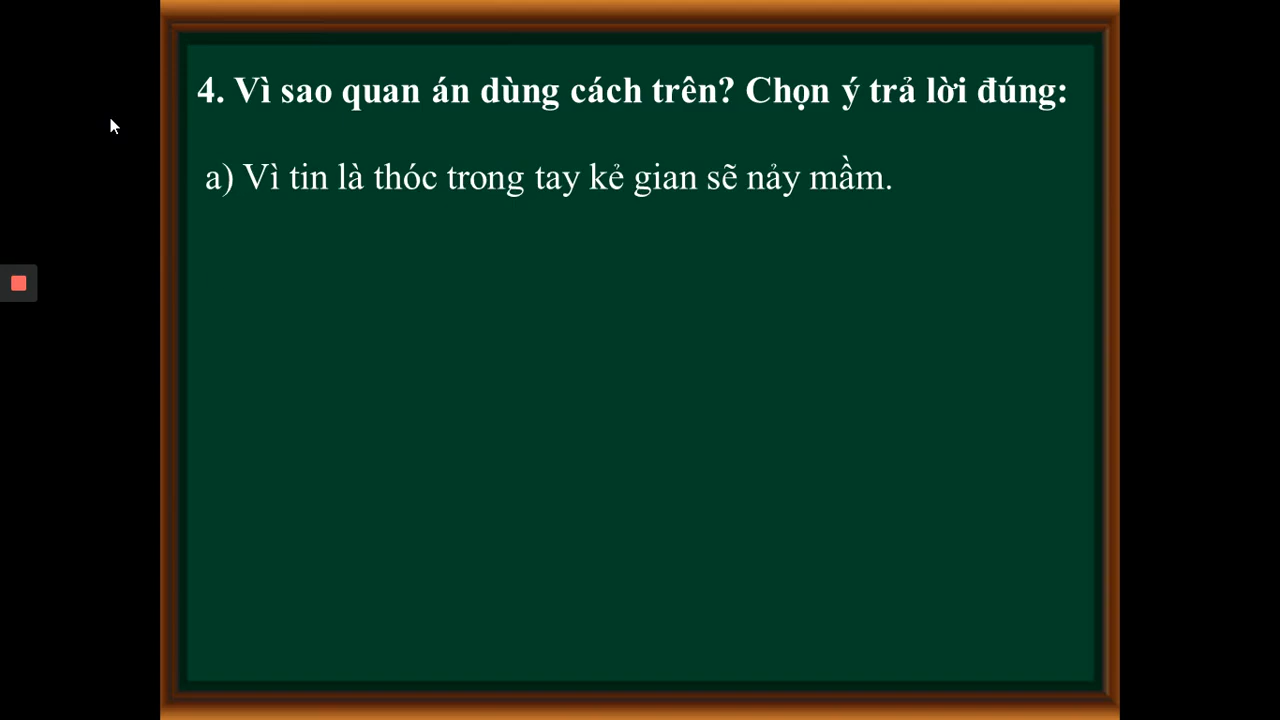 4. Vì sao quan án dùng cách trên? Chọn ý trả lời đúng:
a) Vì tin là thóc trong tay kẻ gian sẽ nảy mầm.